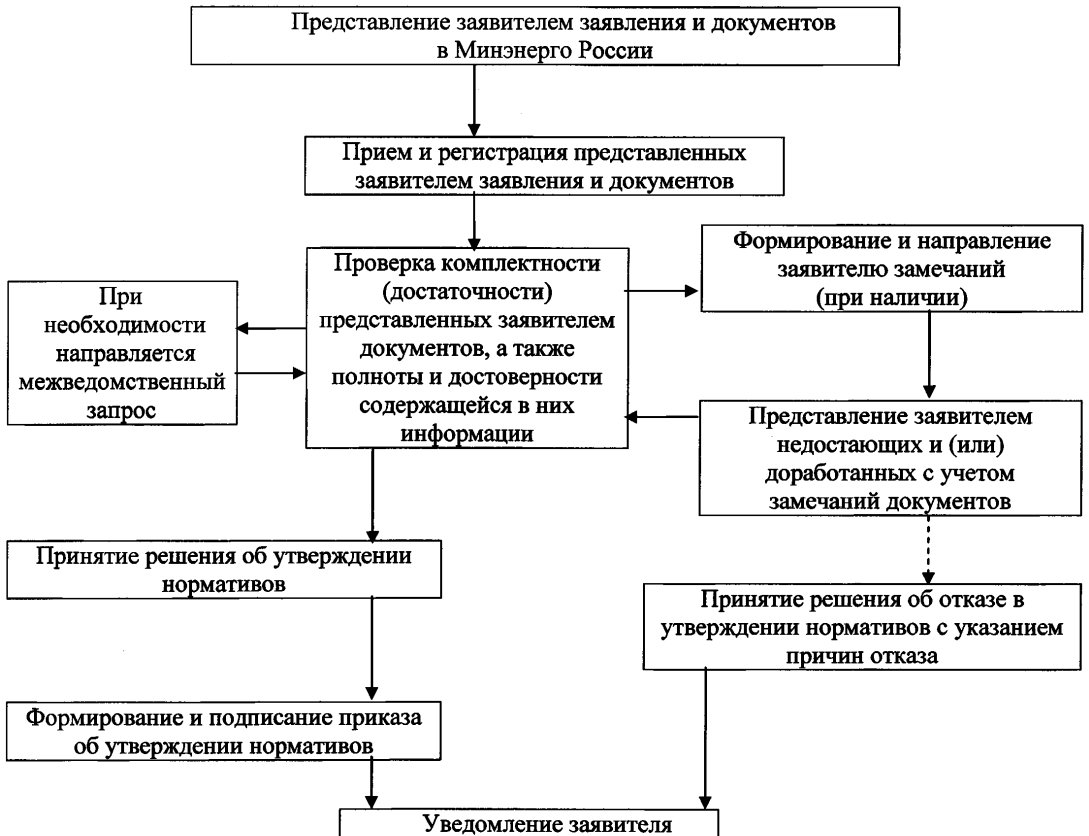 Представление заявителем заявления и документов
в Минэнерго России
Прием и регистрация представленных
заявителем заявления и документов
Проверка комплектности
(достаточности)
представленных заявителем
документов, а также
полноты и достоверности
содержащейся в них
информации
При
необходимости
направляется
межведомственный
запрос
Формирование и направление
заявителю замечаний
(при наличии)
Представление заявителем
недостающих и (или)
доработанных с учетом
замечаний документов
Принятие решения об утверждении
нормативов
Принятие решения об отказе в
утверждении нормативов с указанием
причин отказа
Формирование и подписание приказа
об утверждении нормативов
Уведомление заявителя